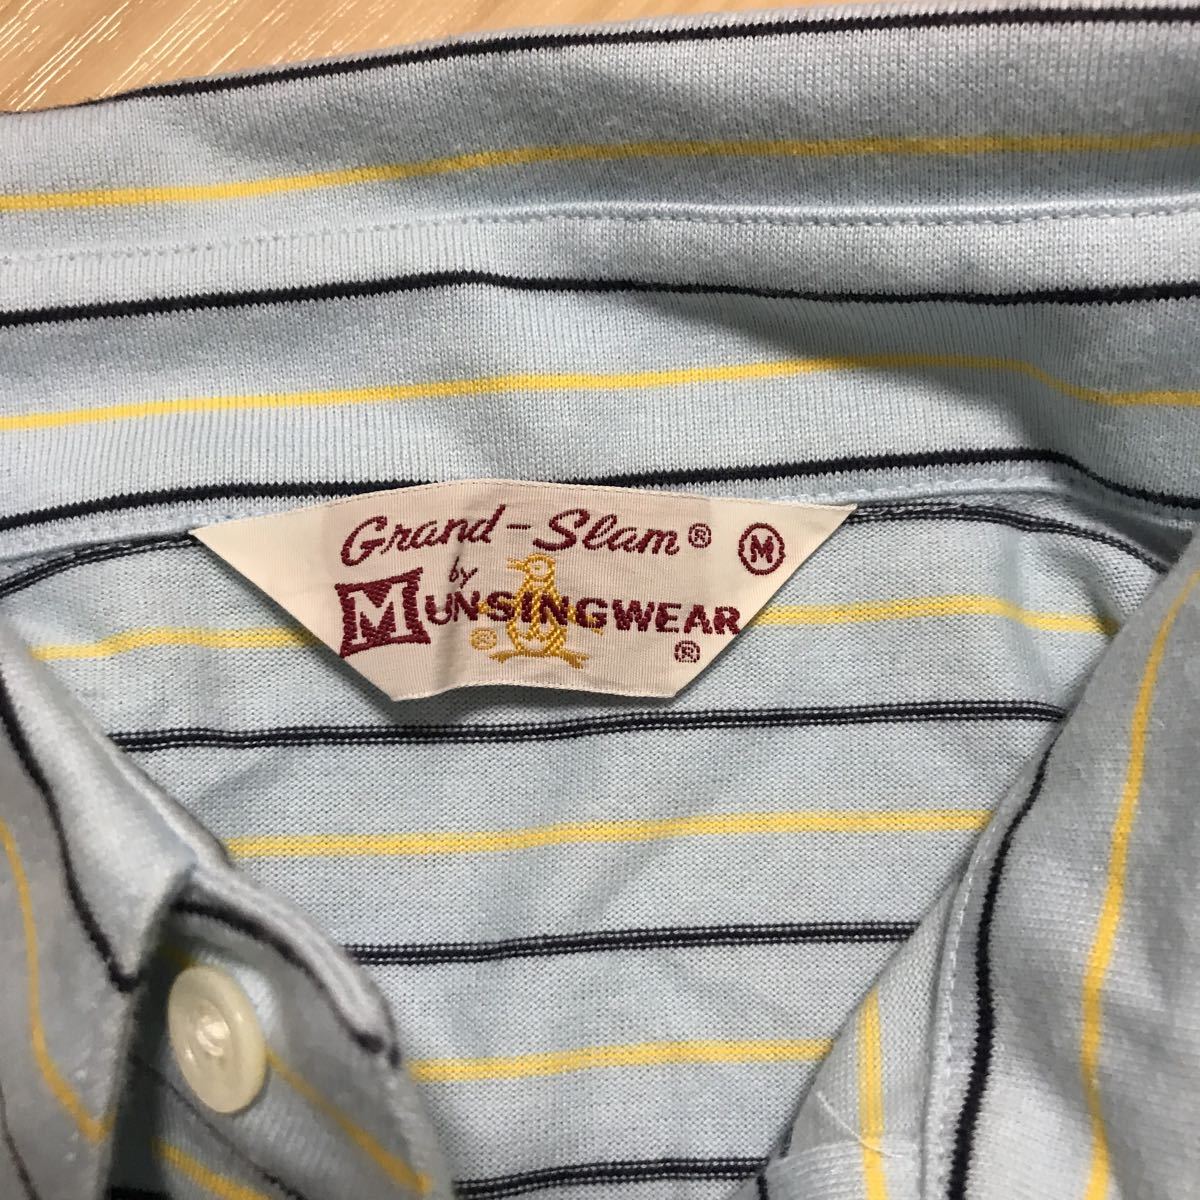 Grand-Slam® Ⓜ
by
MUNSINGWEAR
® ®